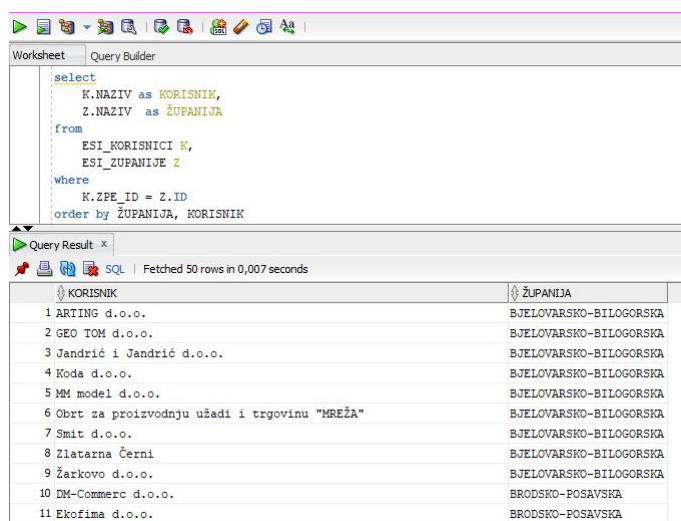 Worksheet Query Builder
select
K.NAZIV as KORISNIK,
Z.NAZIV as ŽUPANIJA
from
ESI_KORISNICI K,
ESI_ZUPANIJE Z
where
K.ZPE_ID = Z.ID
order by ŽUPANIJA, KORISNIK
Query Result x
SQL | Fetched 50 rows in 0,007 seconds
KORISNIK ŽUPANIJA
1 ARTING d.o.o. BJELOVARSKO-BILOGORSKA
2 GEO TOM d.o.o. BJELOVARSKO-BILOGORSKA
3 Jandrić i Jandrić d.o.o. BJELOVARSKO-BILOGORSKA
4 Koda d.o.o. BJELOVARSKO-BILOGORSKA
5 MM model d.o.o. BJELOVARSKO-BILOGORSKA
6 Obrt za proizvodnju užadi i trgovinu "MREŽA" BJELOVARSKO-BILOGORSKA
7 Smit d.o.o. BJELOVARSKO-BILOGORSKA
8 Zlatarna Černi BJELOVARSKO-BILOGORSKA
9 Žarkovo d.o.o. BJELOVARSKO-BILOGORSKA
10 DM-Commerc d.o.o. BRODSKO-POSAVSKA
11 Ekofima d.o.o. BRODSKO-POSAVSKA